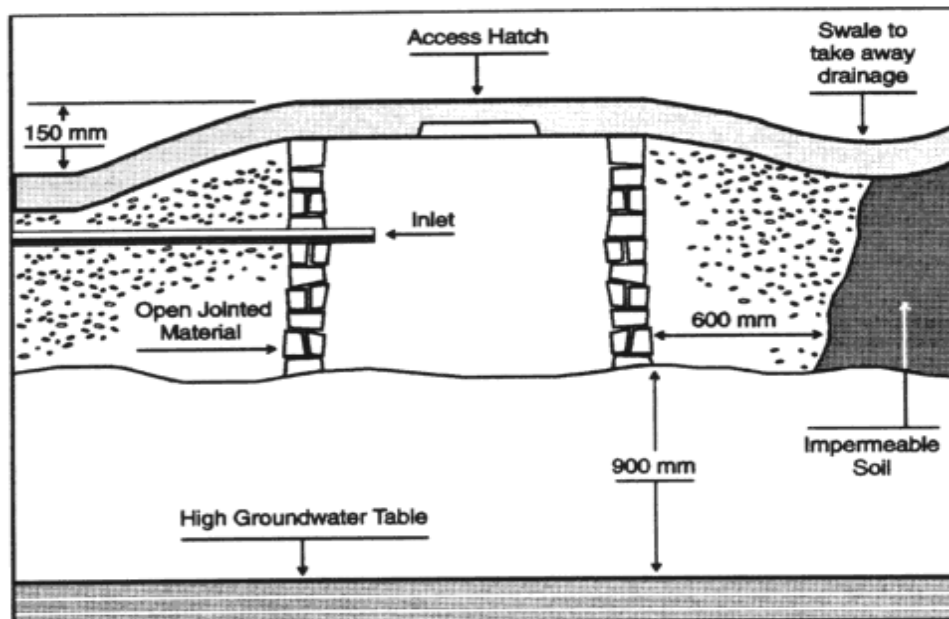 Access Hatch
Swale to
take away
drainage
150 mm
Inlet
Open Jointed
Material
600 mm
Impermeable
Soil
900 mm
High Groundwater Table